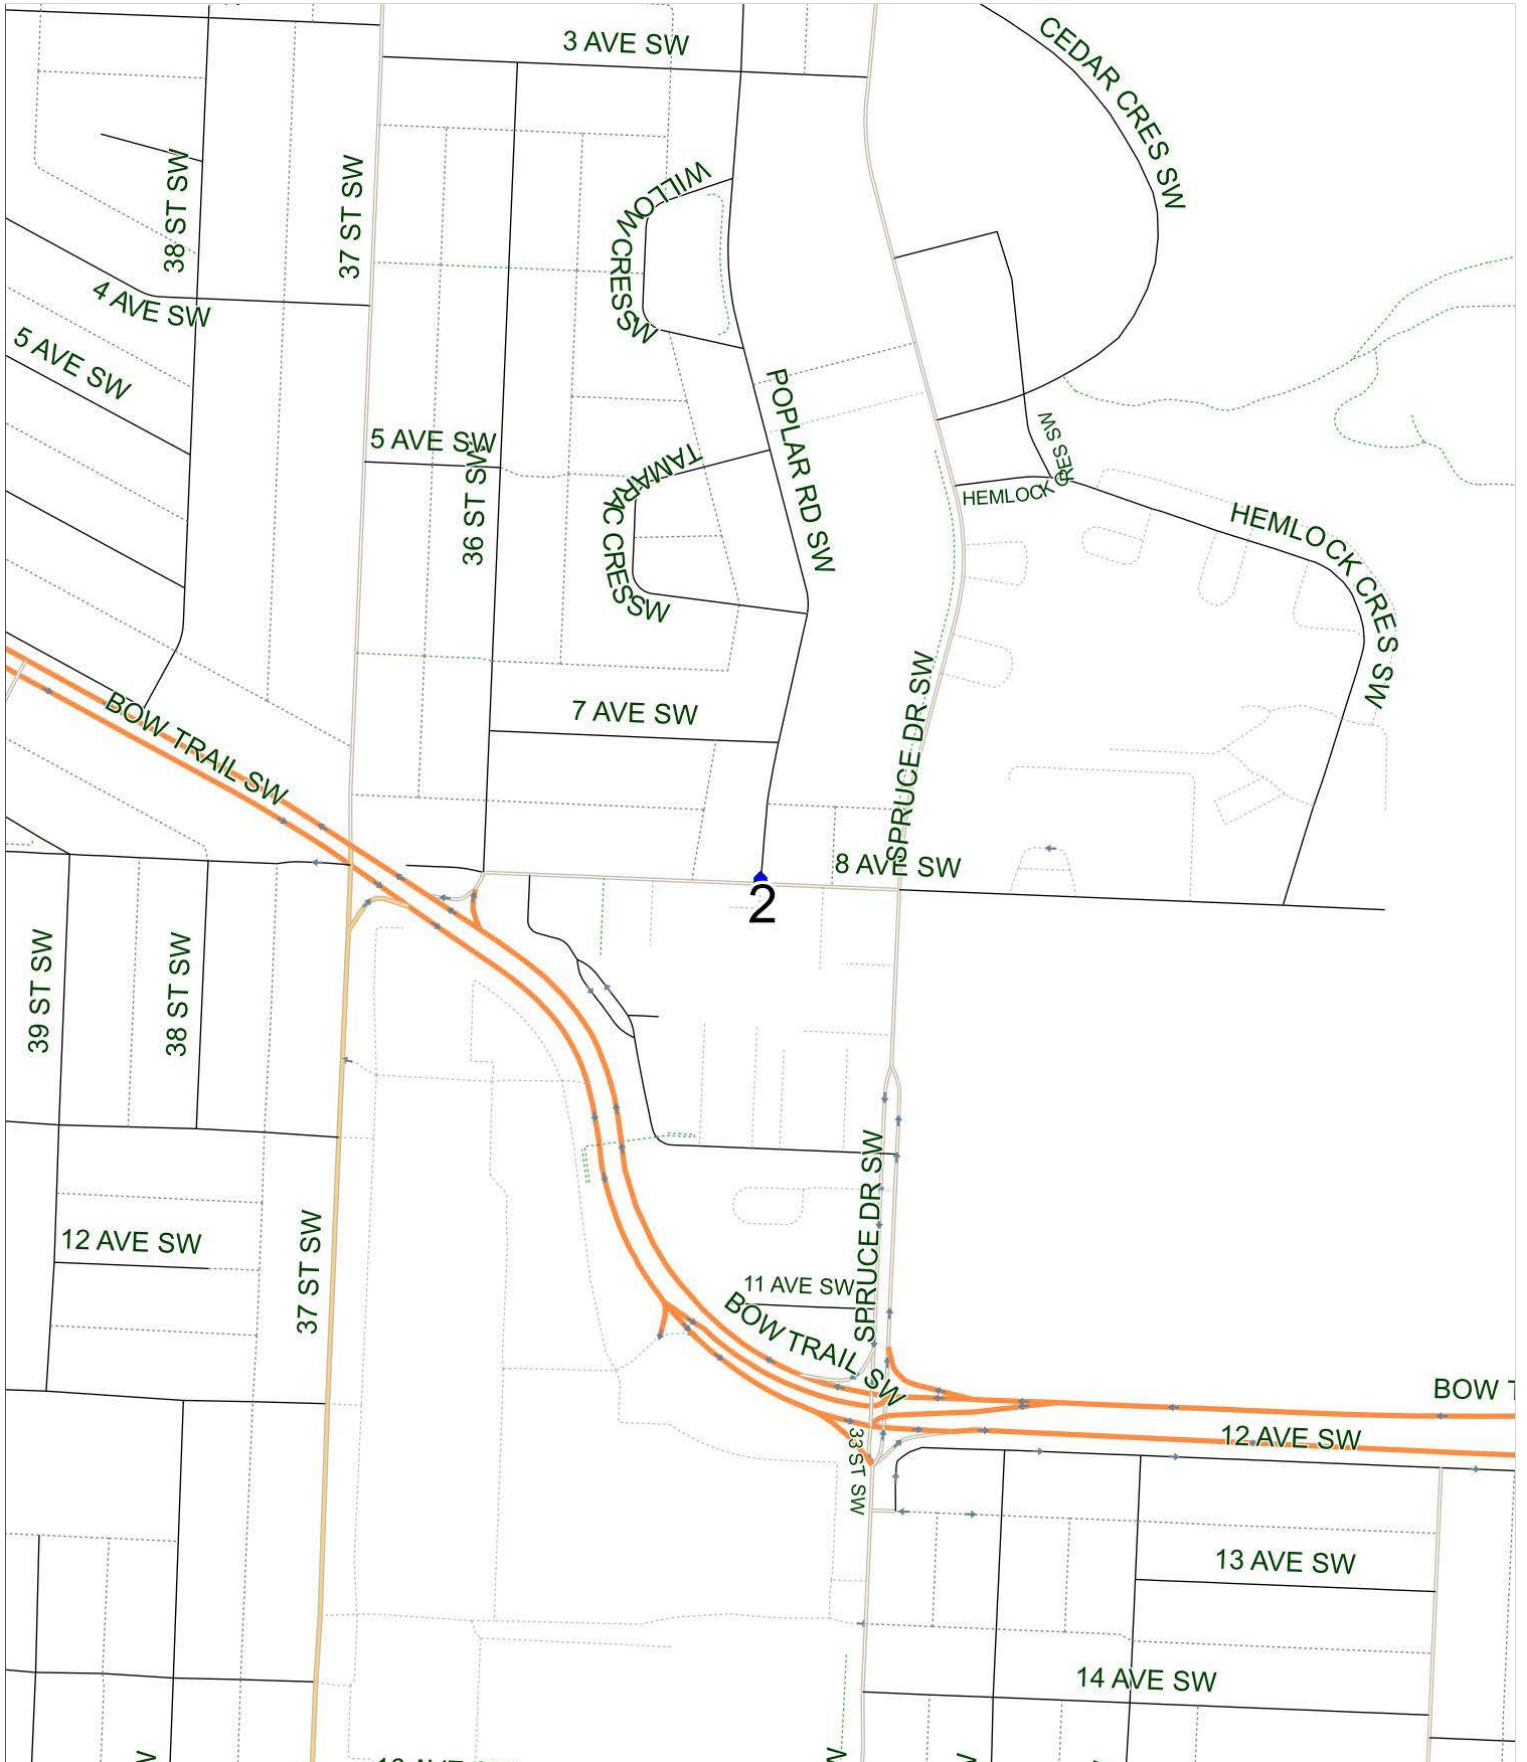 3 AVE SW
CEDAR CRES SW
38 ST SW
37 ST SW
WILLOW CRES SW
4 AVE SW
5 AVE SW
5 AVE SW
36 ST SW
TAMARAC CRES SW
POPLAR RD SW
HEMLOCK CRES SW
HEMLOCK CRES SW
7 AVE SW
SPRUCE DR SW
BOW TRAIL SW
8 AVE SW
2
39 ST SW
38 ST SW
12 AVE SW
37 ST SW
SPRUCE DR SW
11 AVE SW
BOW TRAIL SW
BOW T
12 AVE SW
33 ST SW
13 AVE SW
14 AVE SW
W
W
W